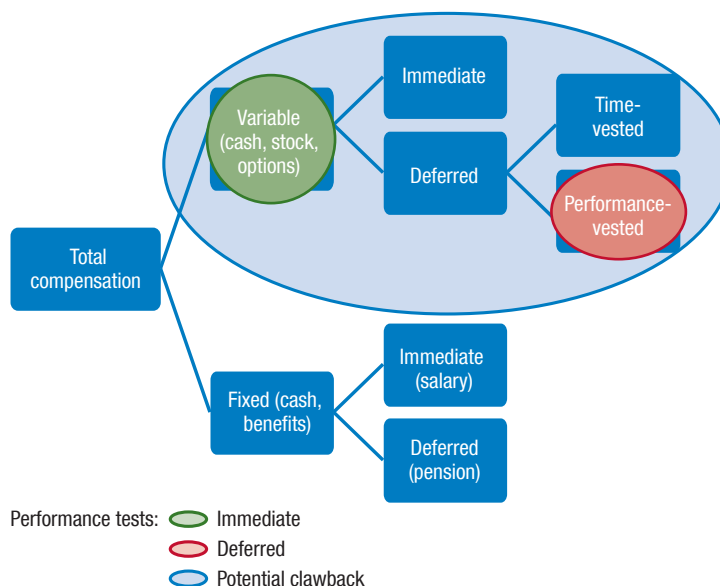 Immediate
Variable
(cash, stock,
options)
Time-
vested
Deferred
Performance-
vested
Total
compensation
Immediate
(salary)
Fixed (cash,
benefits)
Deferred
(pension)
Performance tests:
Immediate
Deferred
Potential clawback